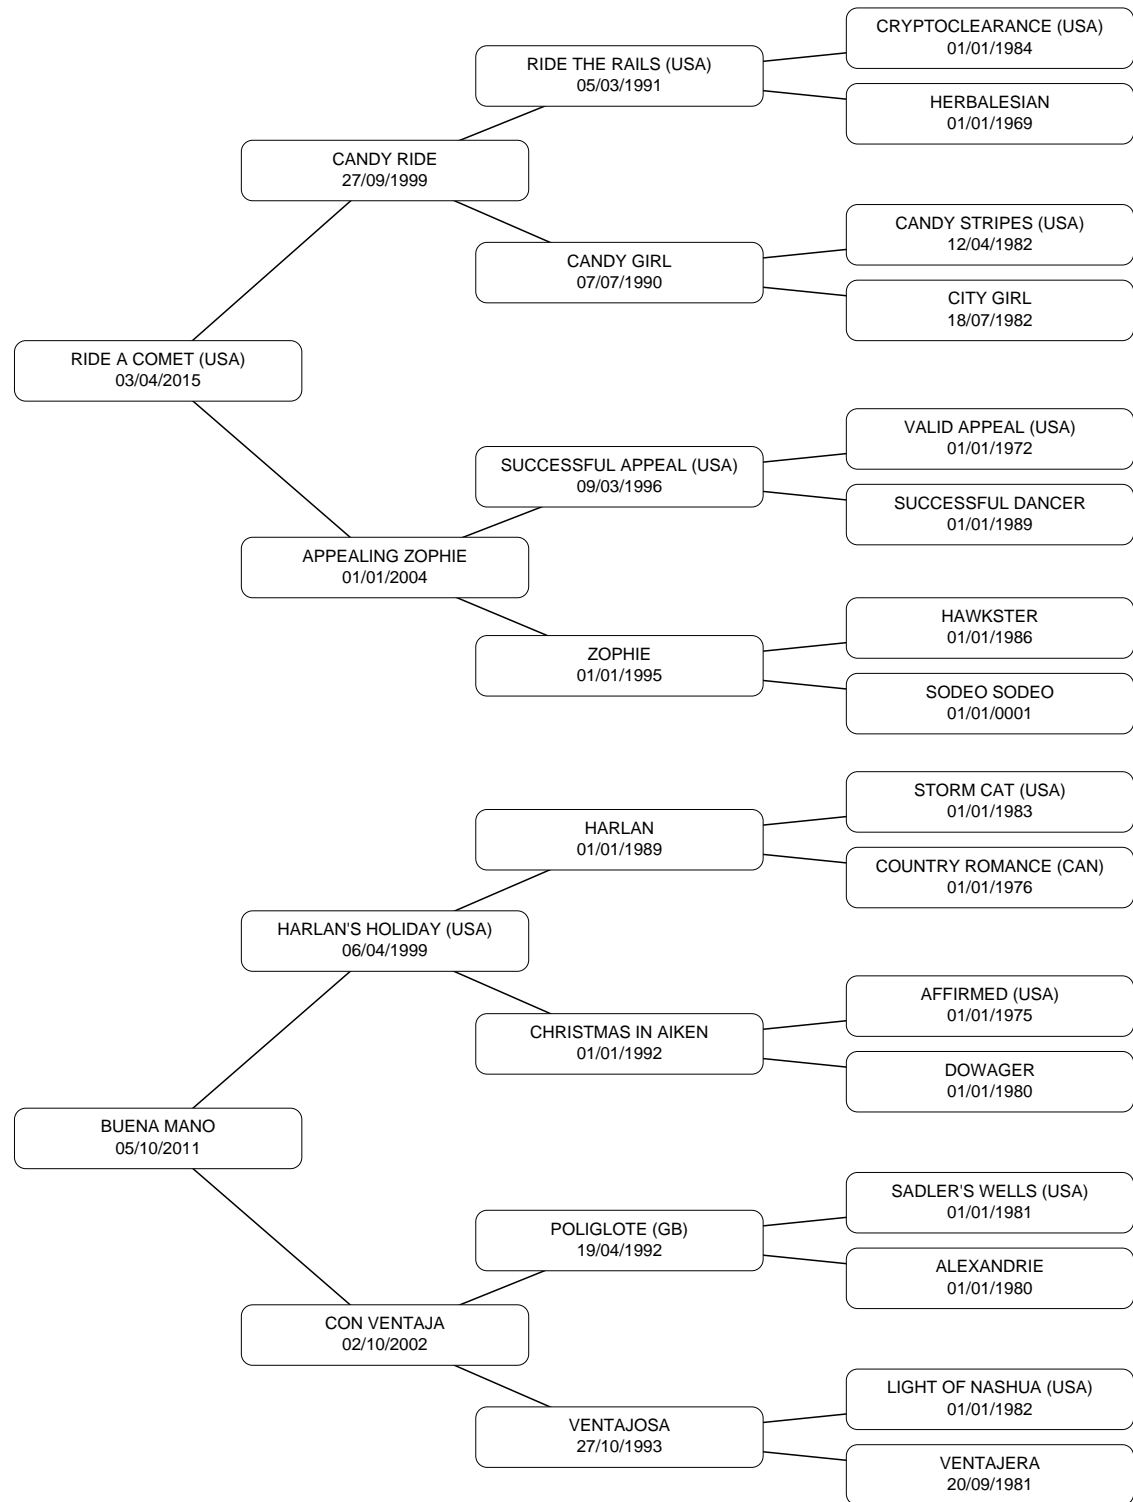 CRYPTOCLEARANCE (USA)
01/01/1984
RIDE THE RAILS (USA)
05/03/1991
HERBALESIAN
01/01/1969
CANDY RIDE
27/09/1999
CANDY STRIPES (USA)
12/04/1982
CANDY GIRL
07/07/1990
CITY GIRL
18/07/1982
RIDE A COMET (USA)
03/04/2015
VALID APPEAL (USA)
01/01/1972
SUCCESSFUL APPEAL (USA)
09/03/1996
SUCCESSFUL DANCER
01/01/1989
APPEALING ZOPHIE
01/01/2004
HAWKSTER
01/01/1986
ZOPHIE
01/01/1995
SODEO SODEO
01/01/0001
STORM CAT (USA)
01/01/1983
HARLAN
01/01/1989
COUNTRY ROMANCE (CAN)
01/01/1976
HARLAN'S HOLIDAY (USA)
06/04/1999
AFFIRMED (USA)
01/01/1975
CHRISTMAS IN AIKEN
01/01/1992
DOWAGER
01/01/1980
BUENA MANO
05/10/2011
SADLER'S WELLS (USA)
01/01/1981
POLIGLOTE (GB)
19/04/1992
ALEXANDRIE
01/01/1980
CON VENTAJA
02/10/2002
LIGHT OF NASHUA (USA)
01/01/1982
VENTAJOSA
27/10/1993
VENTAJERA
20/09/1981